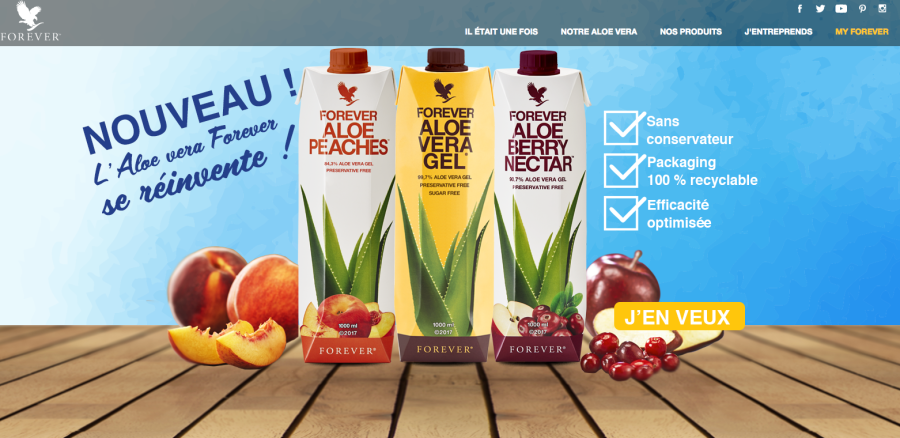 FOREVER
IL ÉTAIT UNE FOIS
NOTRE ALOE VERA
NOS PRODUITS
J'ENTREPRENDS
MY FOREVER
NOUVEAU !
L'Aloe vera Forever
se réinvente !
FOREVER
ALOE
PEACHES
84.3% ALOE VERA GEL
PRESERVATIVE FREE
1000 ml
©2017
FOREVER®
FOREVER
ALOE
VERA
GEL
99.7% ALOE VERA GEL
PRESERVATIVE FREE
SUGAR FREE
1000 ml
©2017
FOREVER®
FOREVER
ALOE
BERRY
NECTAR
90.7% ALOE VERA GEL
PRESERVATIVE FREE
1000 ml
©2017
FOREVER®
Sans
conservateur
Packaging
100 % recyclable
Efficacité
optimisée
J'EN VEUX